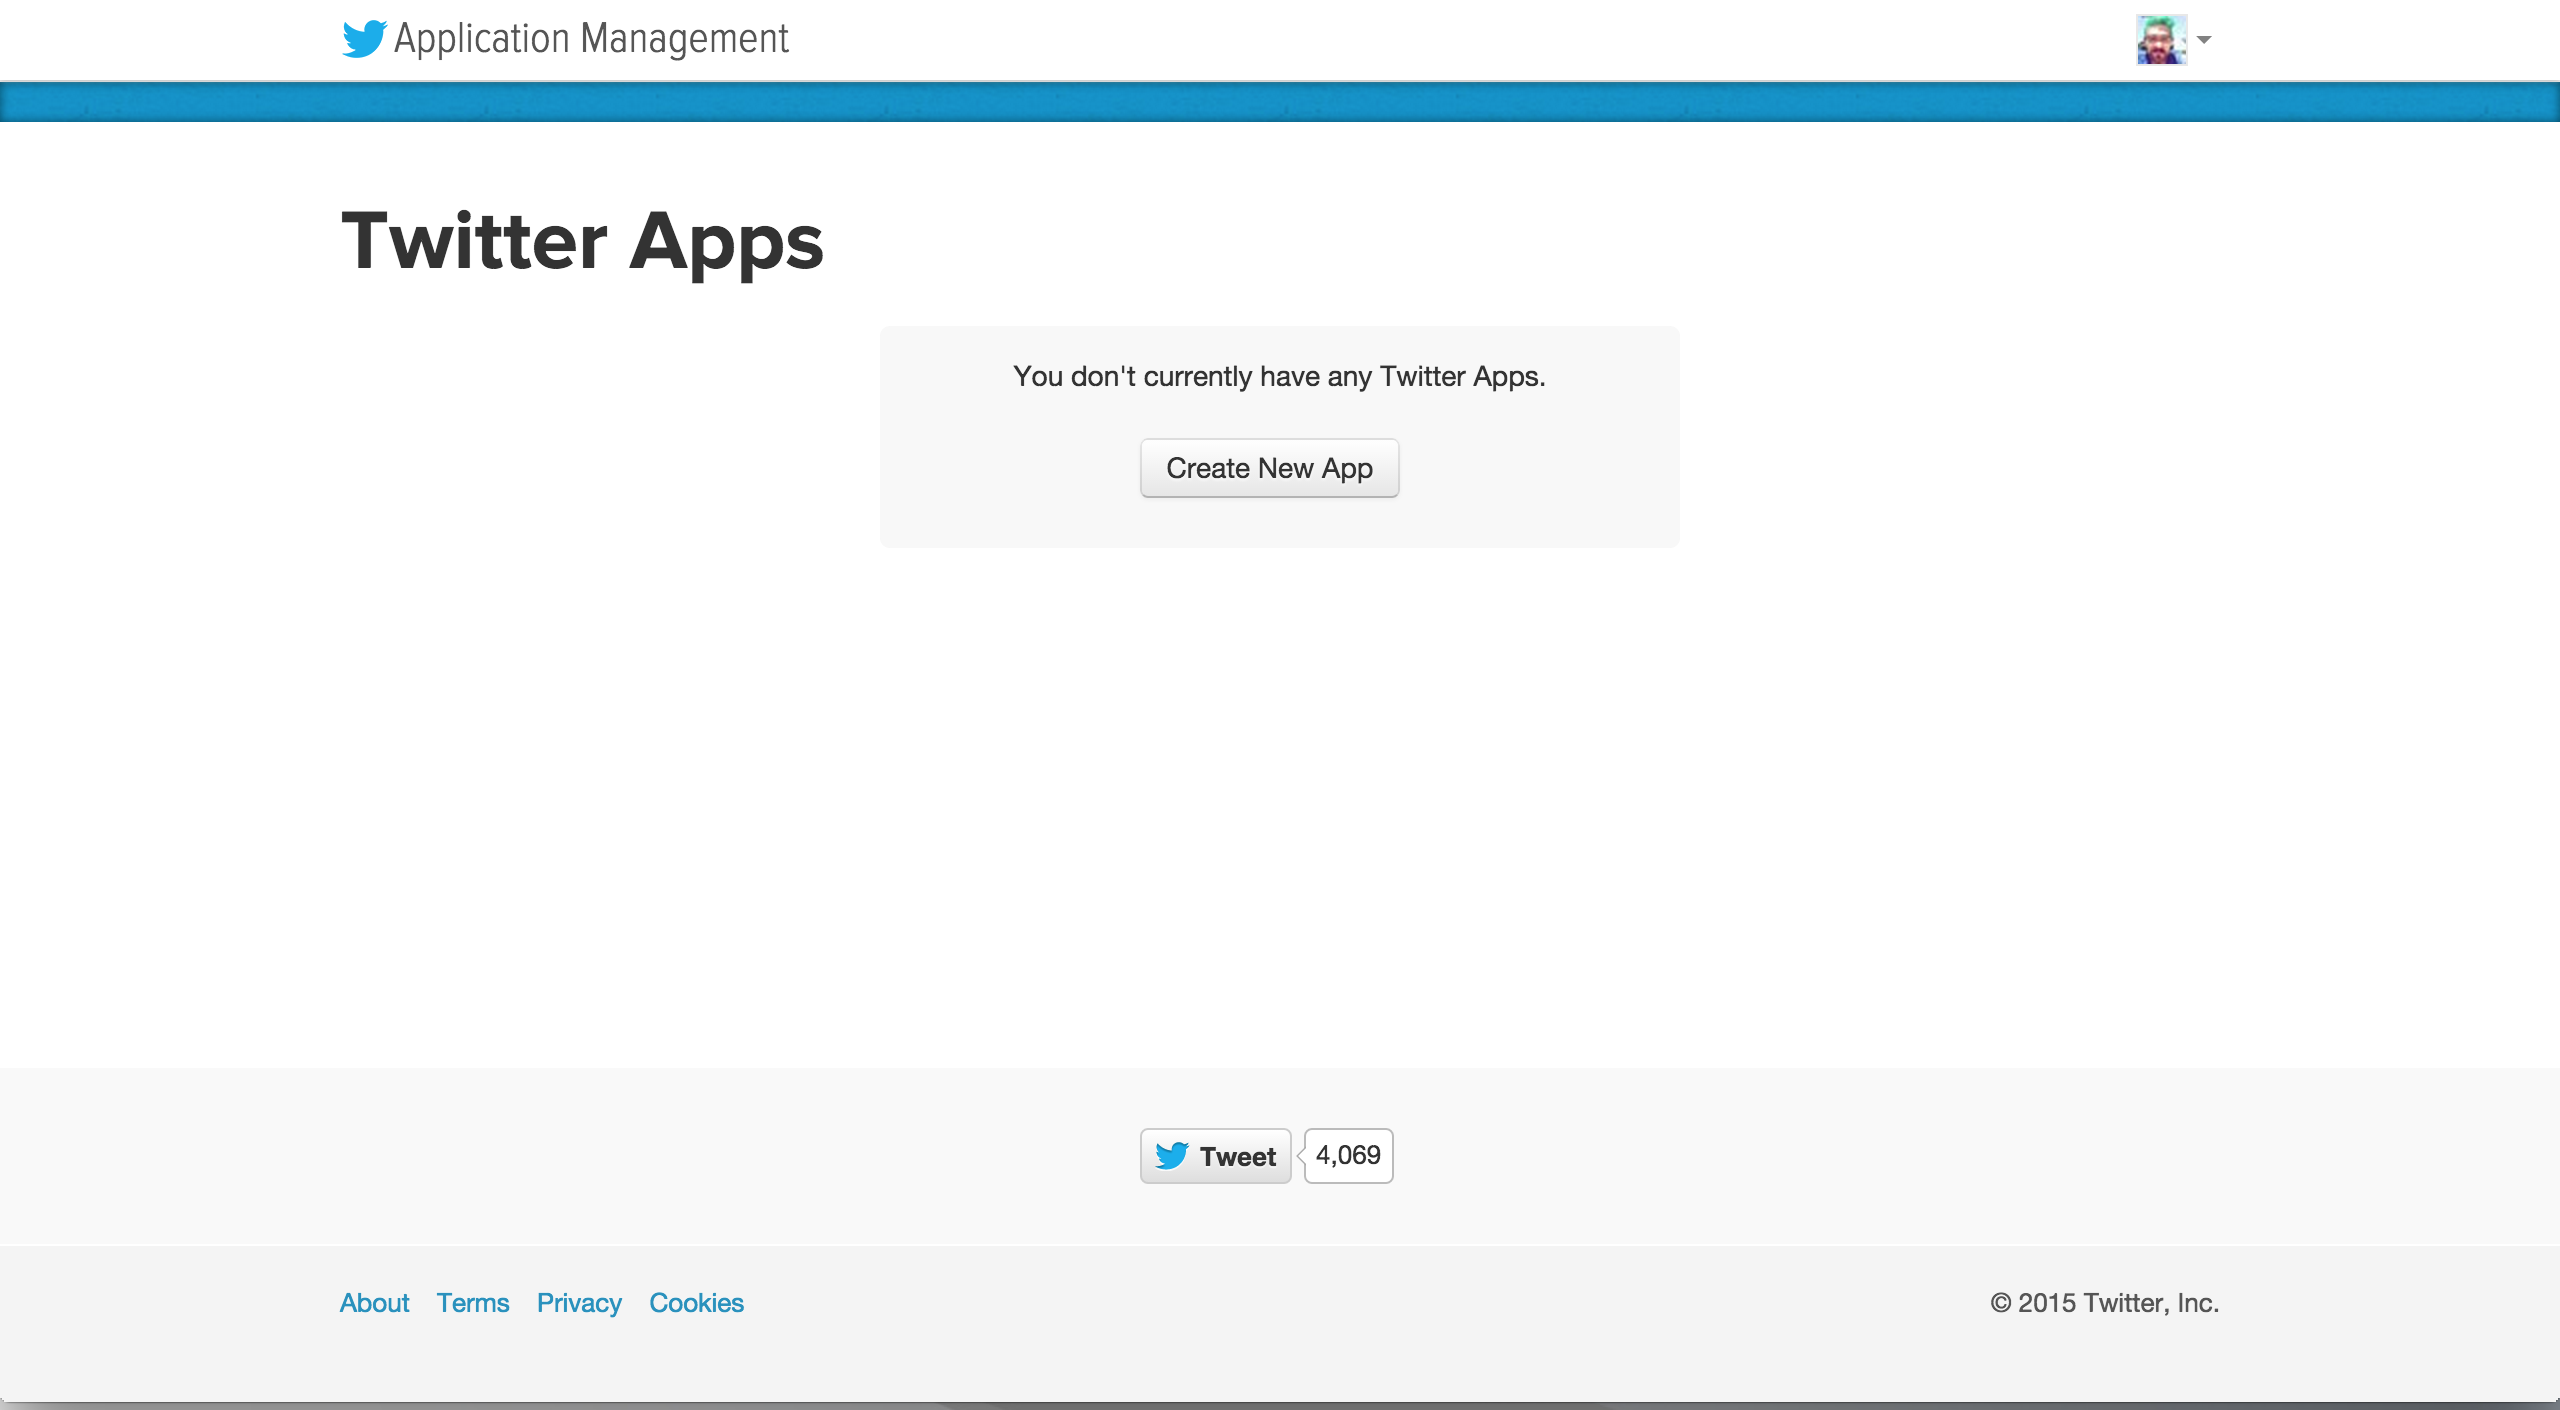 Application Management
Twitter Apps
You don't currently have any Twitter Apps.
Create New App
Tweet 4,069
About Terms Privacy Cookies © 2015 Twitter, Inc.